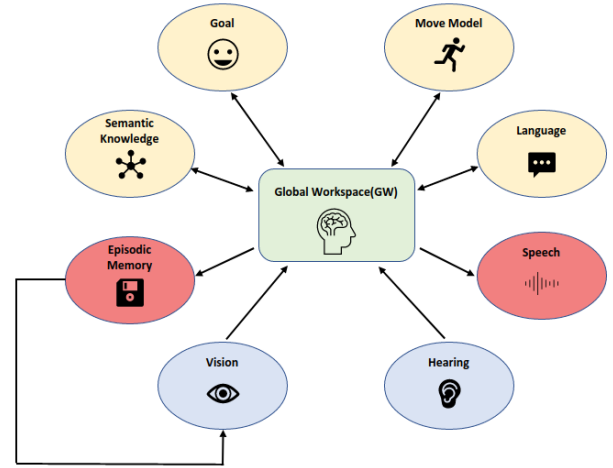 Goal
Move Model
Semantic
Knowledge
Language
Global Workspace(GW)
Episodic
Memory
Speech
Vision
Hearing